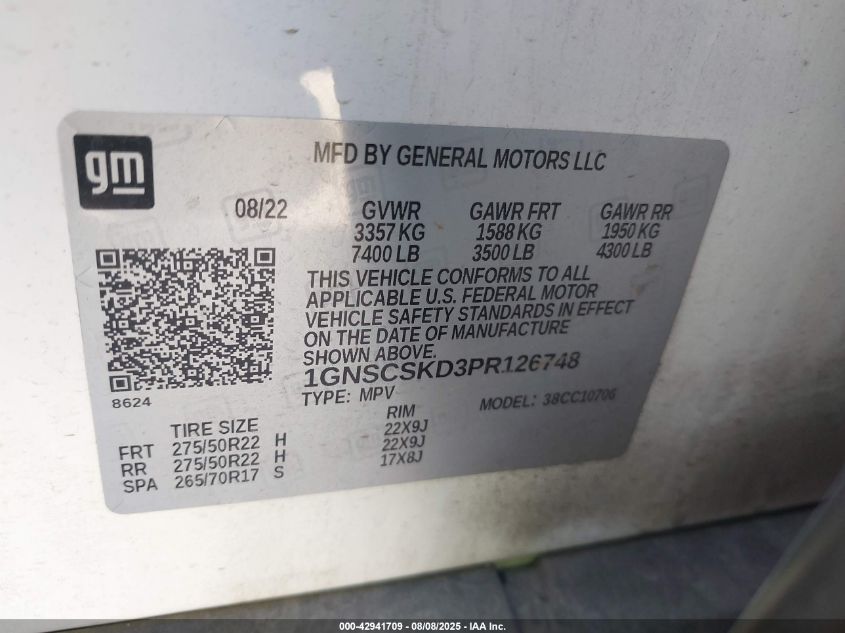 gm
MFD BY GENERAL MOTORS LLC
08/22 GVWR GAWR FRT GAWR RR
3357 KG 1588 KG 1950 KG
7400 LB 3500 LB 4300 LB
THIS VEHICLE CONFORMS TO ALL
APPLICABLE U.S. FEDERAL MOTOR
VEHICLE SAFETY STANDARDS IN EFFECT
ON THE DATE OF MANUFACTURE
SHOWN ABOVE.
1GNSCSKD3PR126748
8624
TYPE: MPV MODEL: 38CC10706
TIRE SIZE RIM
FRT 275/50R22 H 22X9J
RR 275/50R22 H 22X9J
SPA 265/70R17 S 17X8J
000-42941709 - 08/08/2025 - IAA Inc.